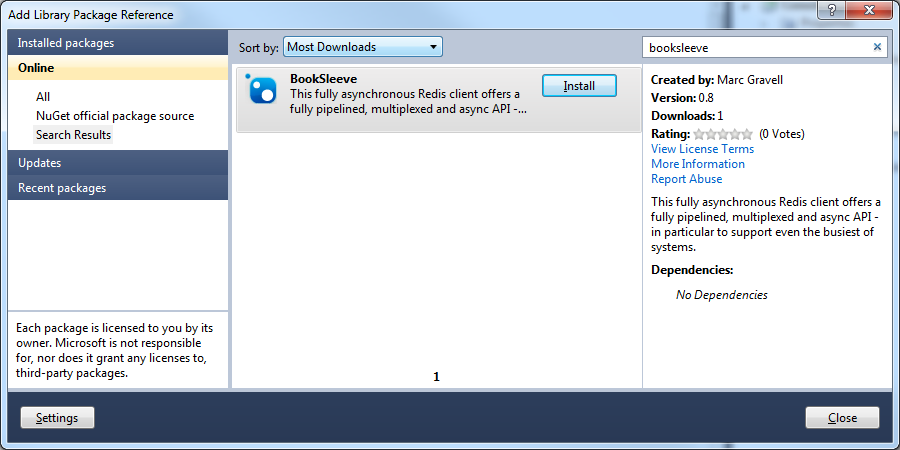 Add Library Package Reference
?
Installed packages
Online
All
NuGet official package source
Search Results
Updates
Recent packages
Each package is licensed to you by its
owner. Microsoft is not responsible
for, nor does it grant any licenses to,
third-party packages.
Sort by: Most Downloads
BookSleeve
This fully asynchronous Redis client offers a
fully pipelined, multiplexed and async API -...
Install
1
booksleeve
Created by: Marc Gravell
Version: 0.8
Downloads: 1
Rating: (0 Votes)
View License Terms
More Information
Report Abuse
This fully asynchronous Redis client offers a
fully pipelined, multiplexed and async API -
in particular to support even the busiest of
systems.
Dependencies:
No Dependencies
Settings
Close